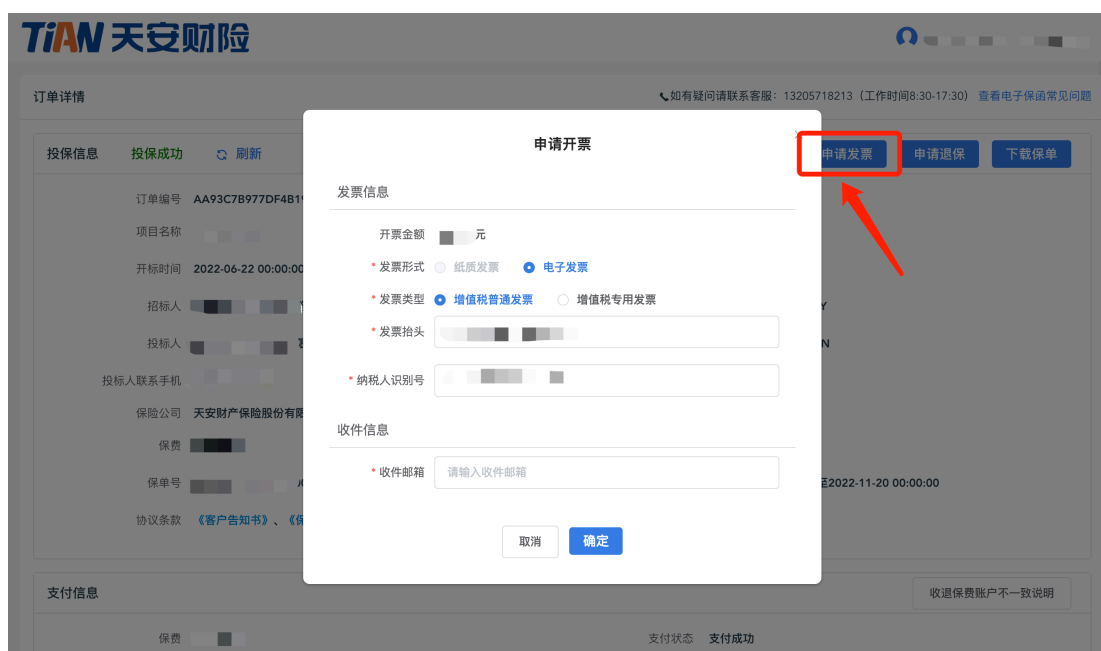 TiAN 天安财险
订单详情
如有疑问请联系客服：13205718213（工作时间8:30-17:30） 查看电子保函常见问题
投保信息 投保成功 刷新 申请发票 申请退保 下载保单
申请开票
发票信息
订单编号 AA93C7B977DF4B1
项目名称
开票金额 元
开标时间 2022-06-22 00:00:00
* 发票形式 纸质发票 电子发票
* 发票类型 增值税普通发票 增值税专用发票
招标人 Y
* 发票抬头
投标人 N
投标人联系手机
* 纳税人识别号
保险公司 天安财产保险股份有限
收件信息
保费
* 收件邮箱 请输入收件邮箱
保单号 至2022-11-20 00:00:00
协议条款 《客户告知书》、《保
取消 确定
支付信息 收退保费账户不一致说明
保费 支付状态 支付成功